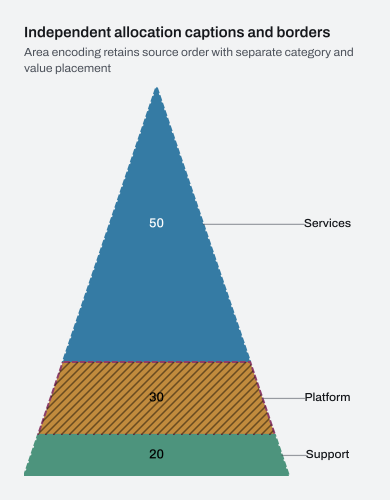 Independent allocation captions and borders
Area encoding retains source order with separate category and
value placement
50
Services
30
Platform
20
Support